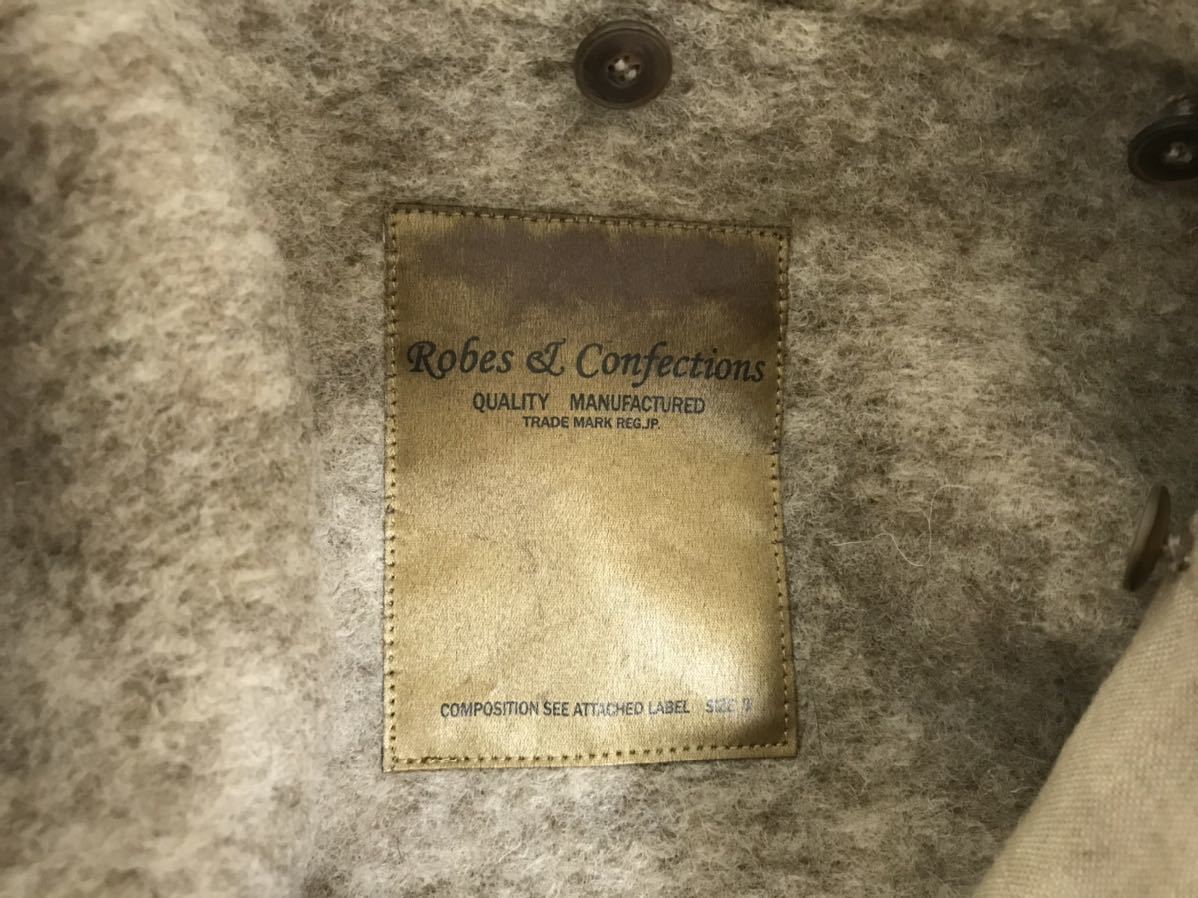 Robes & Confections
QUALITY MANUFACTURED
TRADE MARK REG.JP.
COMPOSITION SEE ATTACHED LABEL SIZE